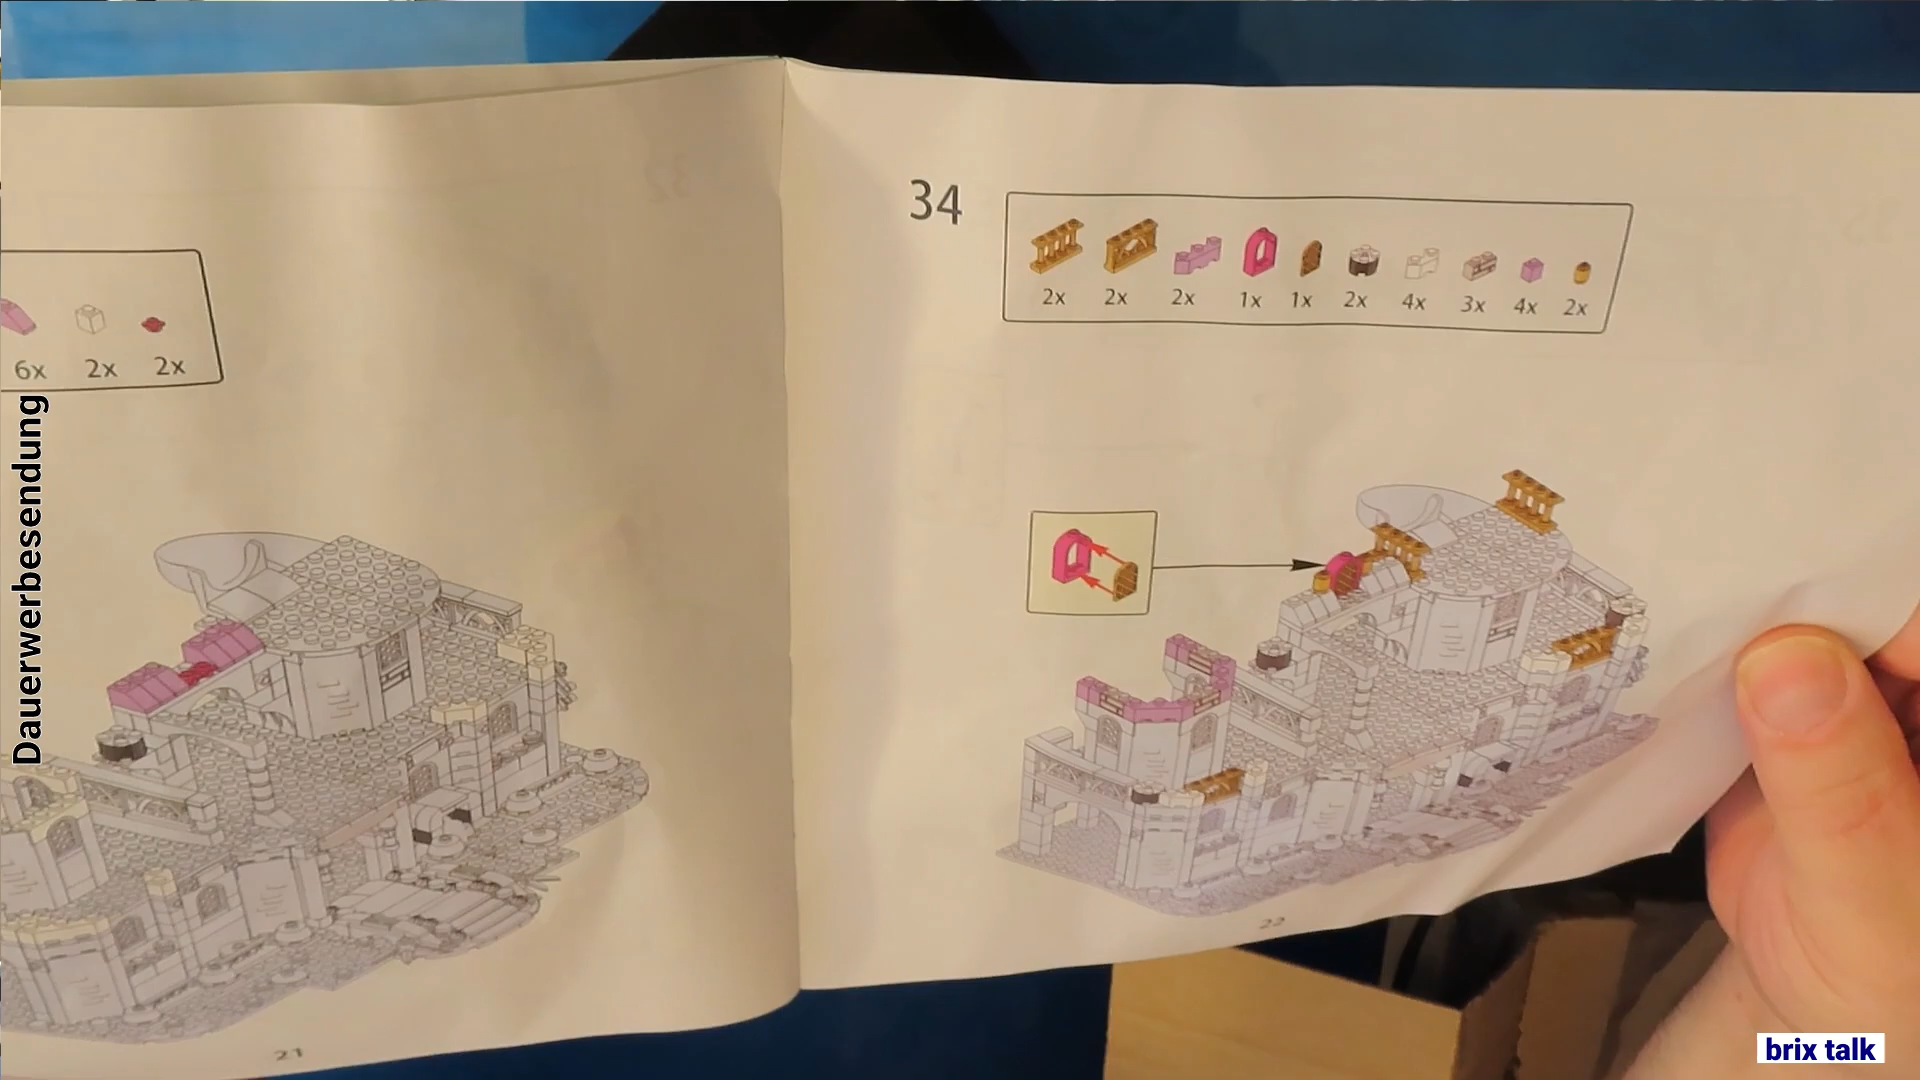 6x 2x 2x
Dauerwerbesendung
21
34
2x 2x 2x 1x 1x 2x 4x 3x 4x 2x
22
brix talk